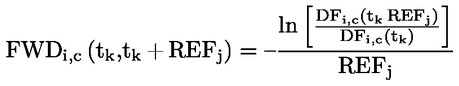 FWD_{i,c} (t_k,t_k + REF_j) = −\frac{\ln\left[\frac{DF_{i,c}(t_k REF_j)}{DF_{i,c}(t_k)}\right]}{REF_j}